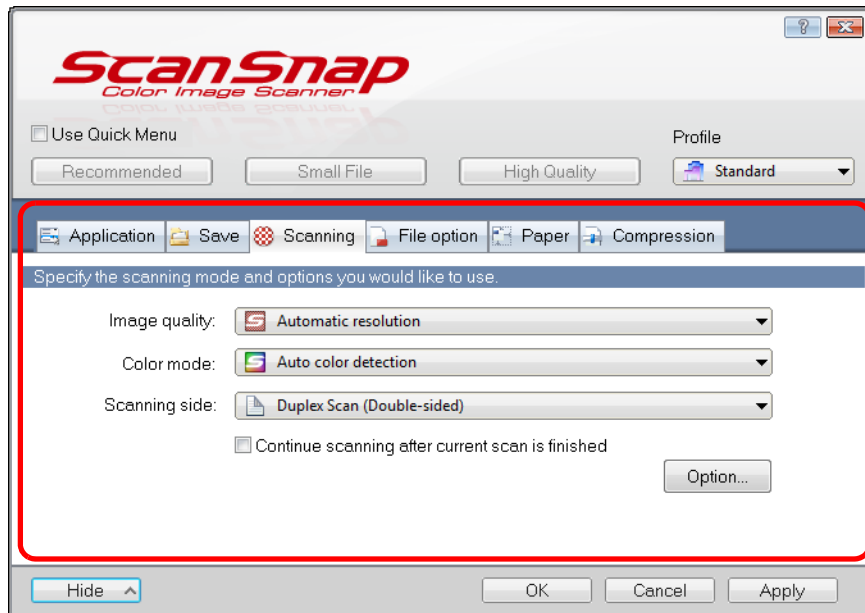 ScanSnap
Color Image Scanner
Use Quick Menu
Profile
Recommended Small File High Quality Standard
Application Save Scanning File option Paper Compression
Specify the scanning mode and options you would like to use.
Image quality: Automatic resolution
Color mode: Auto color detection
Scanning side: Duplex Scan (Double-sided)
Continue scanning after current scan is finished
Option...
Hide OK Cancel Apply